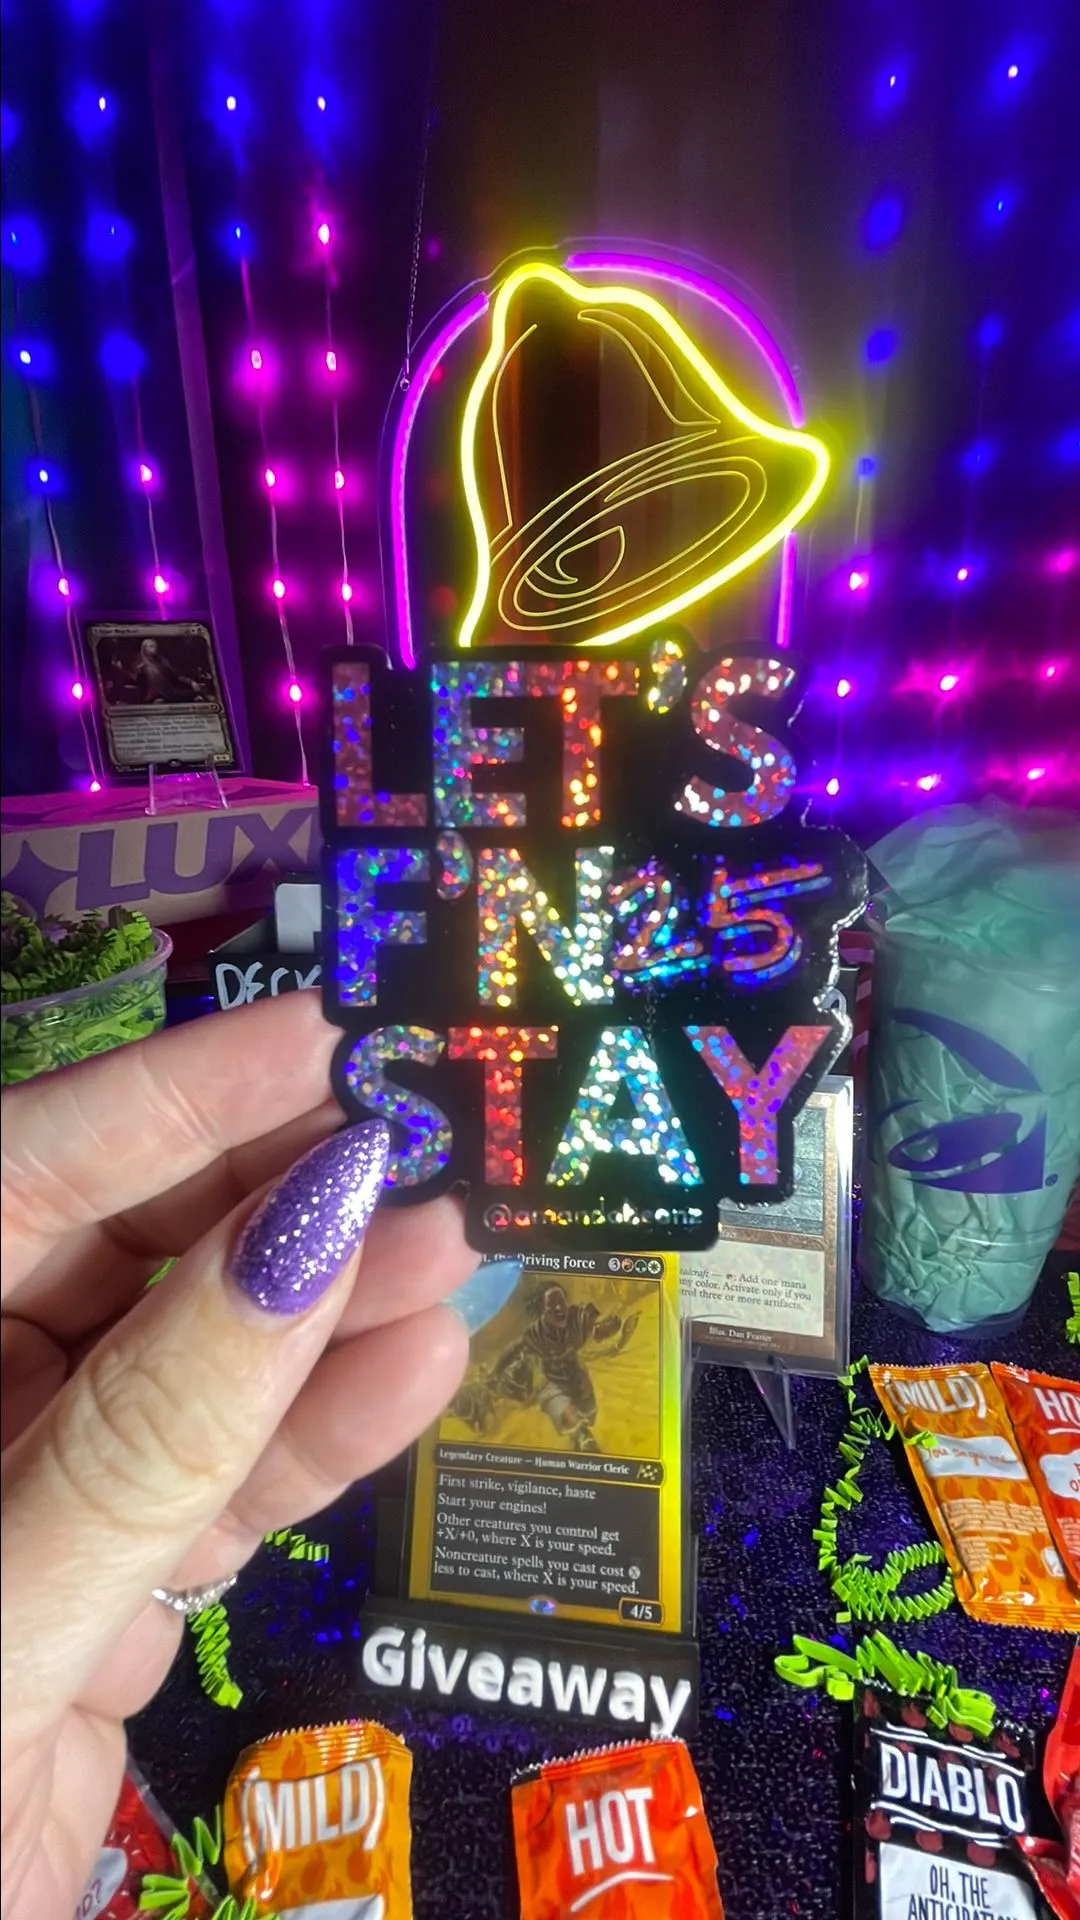 LET'S
F'N 25
STAY
LUX
DECK
the Driving Force
Legendary Creature — Human Warrior Cleric
First strike, vigilance, haste
Start your engines!
Other creatures you control get
+X/+0, where X is your speed.
Noncreature spells you cast cost X
less to cast, where X is your speed.
4/5
: Add one mana
color. Activate only if you
three or more artifacts.
Illus. Dan Frazier
Giveaway
(MILD)
(MILD)
HOT
DIABLO
OH, THE